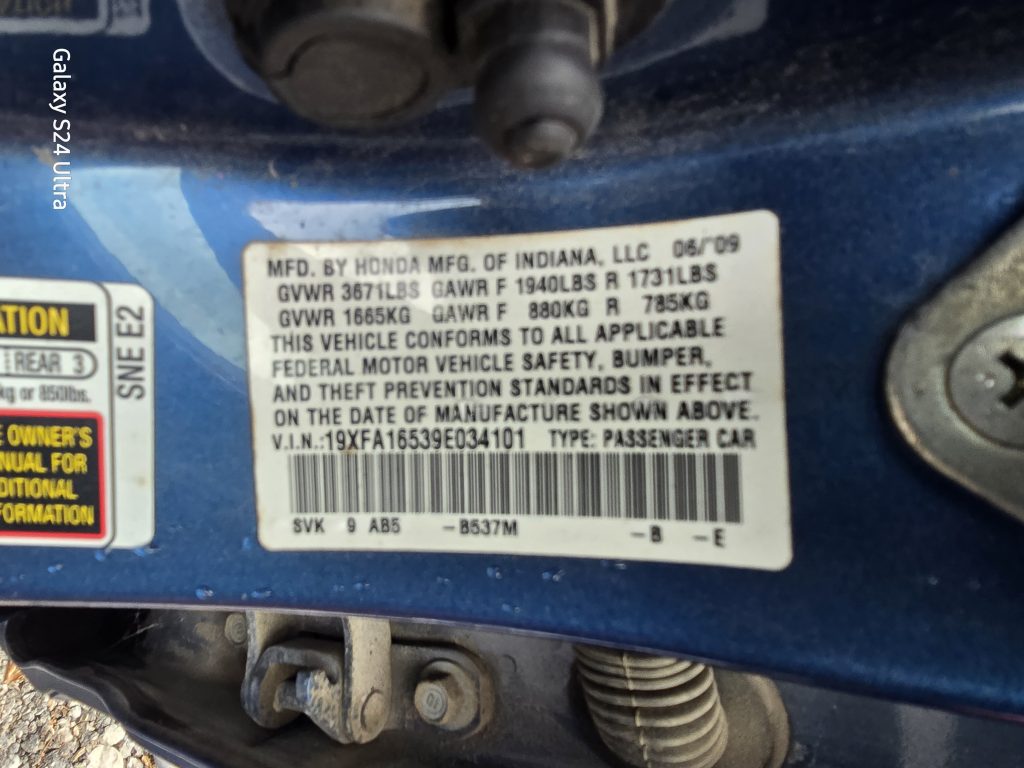 Galaxy S24 Ultra
MFD. BY HONDA MFG. OF INDIANA, LLC 06/'09
GVWR 3671LBS GAWR F 1940LBS R 1731LBS
GVWR 1665KG GAWR F 880KG R 785KG
THIS VEHICLE CONFORMS TO ALL APPLICABLE
FEDERAL MOTOR VEHICLE SAFETY, BUMPER,
AND THEFT PREVENTION STANDARDS IN EFFECT
ON THE DATE OF MANUFACTURE SHOWN ABOVE.
V.I.N.:19XFA16539E034101 TYPE: PASSENGER CAR
SVK 9 AB5 -B537M -B -E
ATION
REAR 3
kg or 850lbs.
E OWNER'S
NUAL FOR
DITIONAL
FORMATION
SNE E2